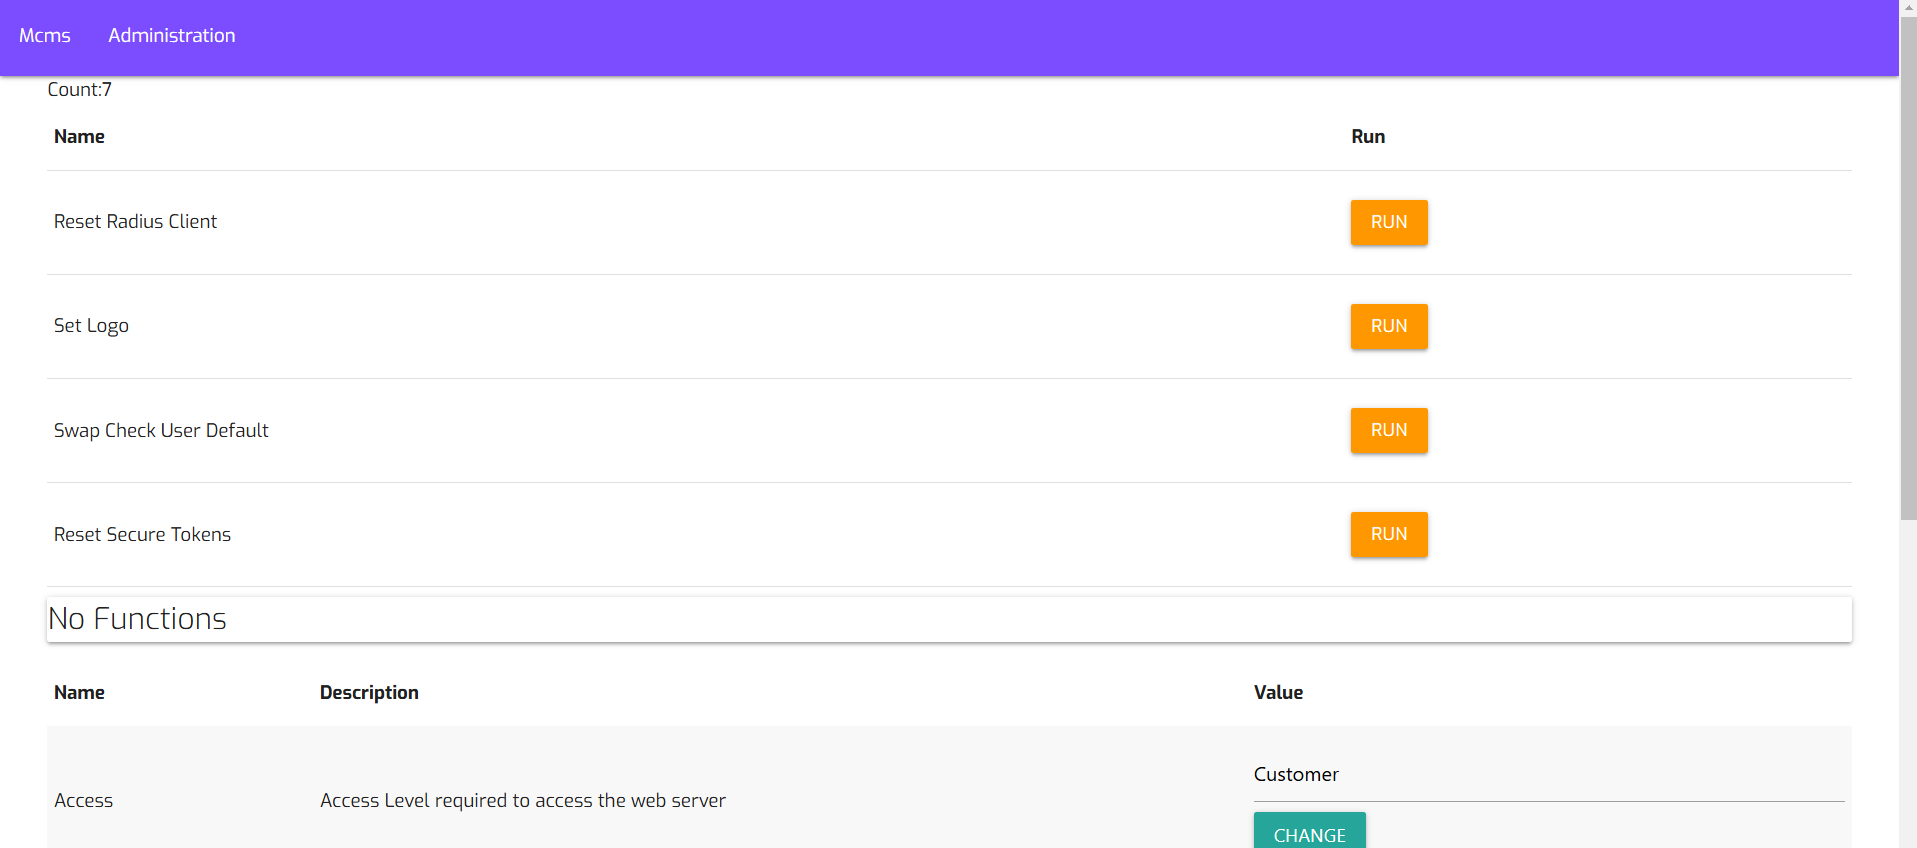 Mcms Administration
Count:7
Name Run
Reset Radius Client RUN
Set Logo RUN
Swap Check User Default RUN
Reset Secure Tokens RUN
No Functions
Name Description Value
Customer
Access Access Level required to access the web server
CHANGE